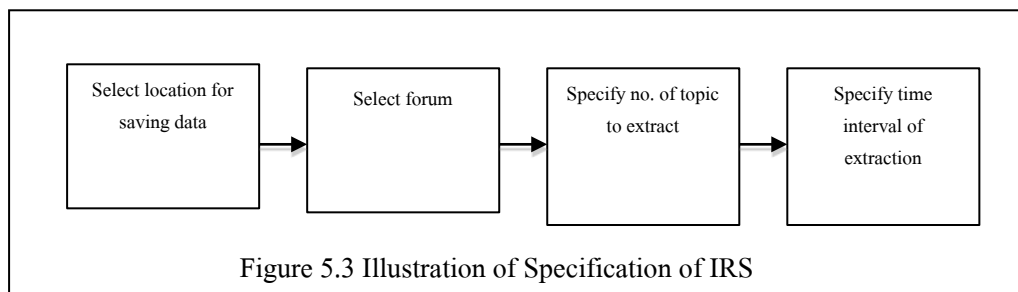 Select location for
saving data
Select forum
Specify no. of topic
to extract
Specify time
interval of
extraction
Figure 5.3 Illustration of Specification of IRS